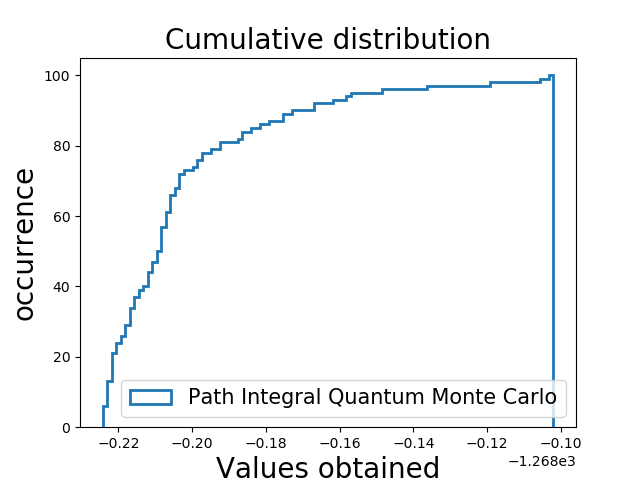 Cumulative distribution
100
80
60
40
20
0
occurrence
Path Integral Quantum Monte Carlo
−0.22 −0.20 −0.18 −0.16 −0.14 −0.12 −0.10
−1.268e3
Values obtained